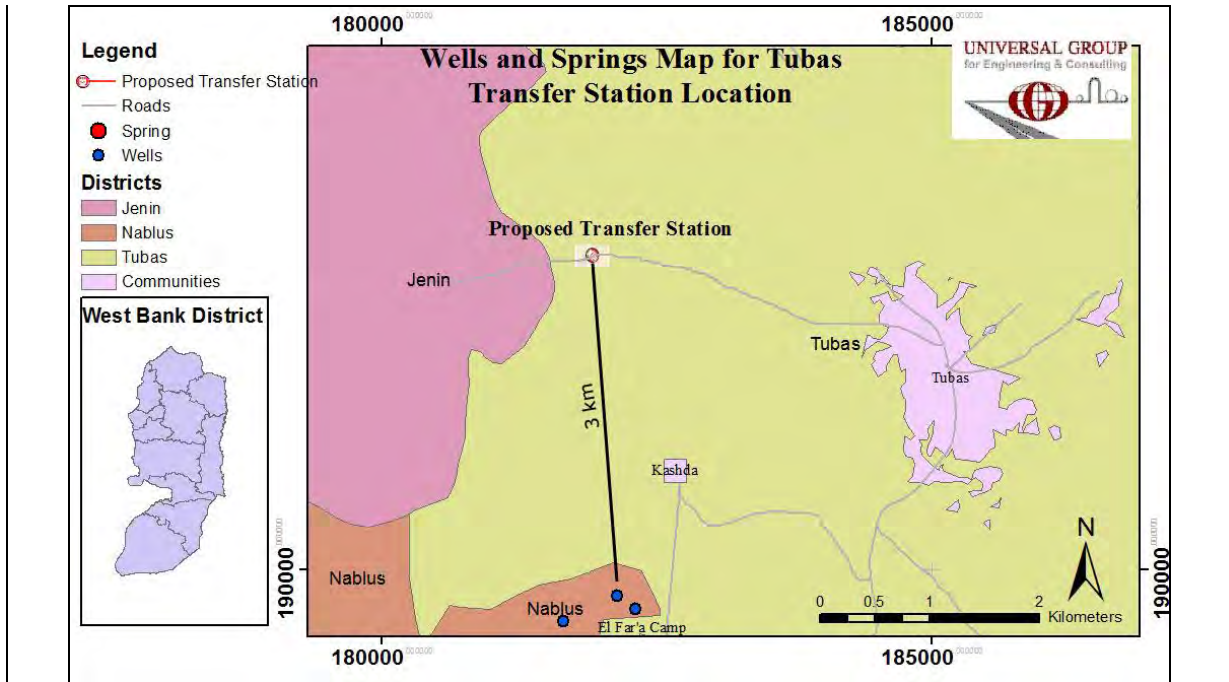 180000
185000
Legend
Proposed Transfer Station
Roads
Spring
Wells
Districts
Jenin
Nablus
Tubas
Communities
West Bank District
Wells and Springs Map for Tubas
Transfer Station Location
UNIVERSAL GROUP
for Engineering & Consulting
Proposed Transfer Station
Jenin
Tubas
Tubas
3 km
Kashda
N
190000
190000
Nablus
Nablus
El Far'a Camp
0 0.5 1 2
Kilometers
180000
185000